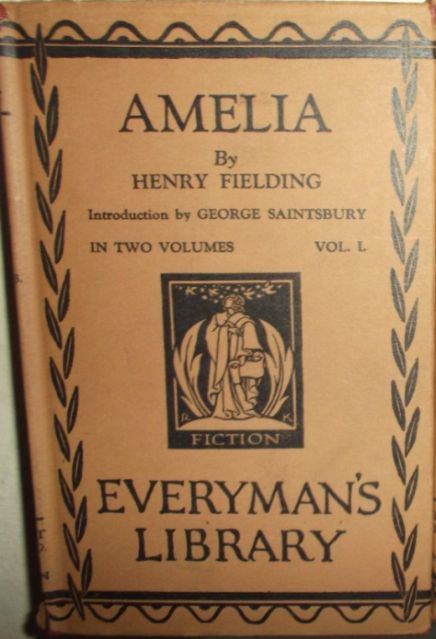 AMELIA
By
HENRY FIELDING
Introduction by GEORGE SAINTSBURY
IN TWO VOLUMES VOL. I.
FICTION
EVERYMAN'S
LIBRARY